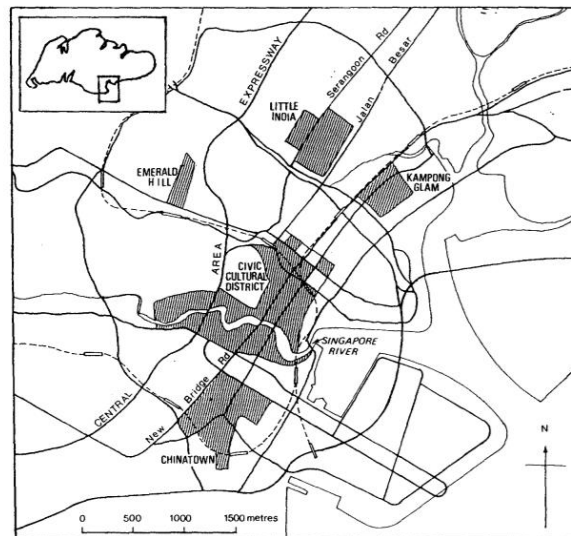 EXPRESSWAY
Serangoon Rd
Jalan Besar
LITTLE
INDIA
EMERALD
HILL
KAMPONG
GLAM
AREA
CIVIC
CULTURAL
DISTRICT
SINGAPORE
RIVER
New Bridge Rd
CENTRAL
CHINATOWN
N
0 500 1000 1500 metres